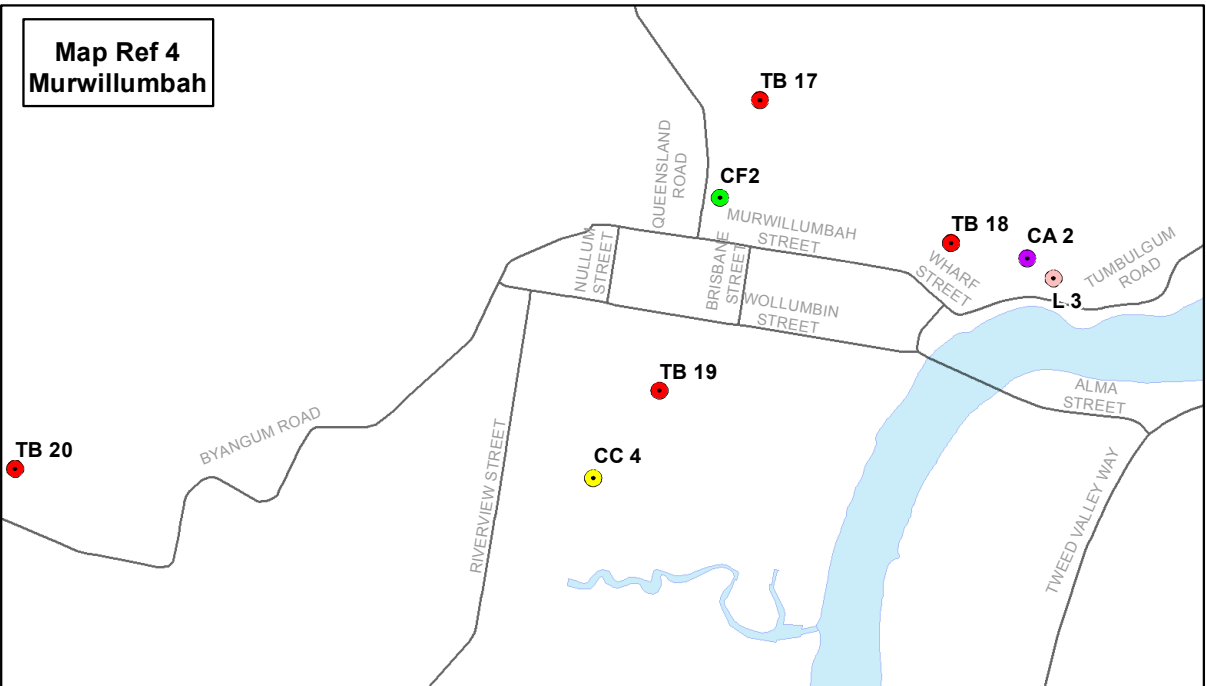 Map Ref 4
Murwillumbah
TB 17
QUEENSLAND
ROAD
CF2
MURWILLUMBAH
STREET
TB 18
CA 2
TUMBULGUM
ROAD
NULLUM
STREET
BRISBANE
STREET
WHARF
STREET
L 3
WOLLUMBIN
STREET
TB 19
ALMA
STREET
BYANGUM ROAD
TB 20
RIVERVIEW STREET
CC 4
TWEED VALLEY WAY